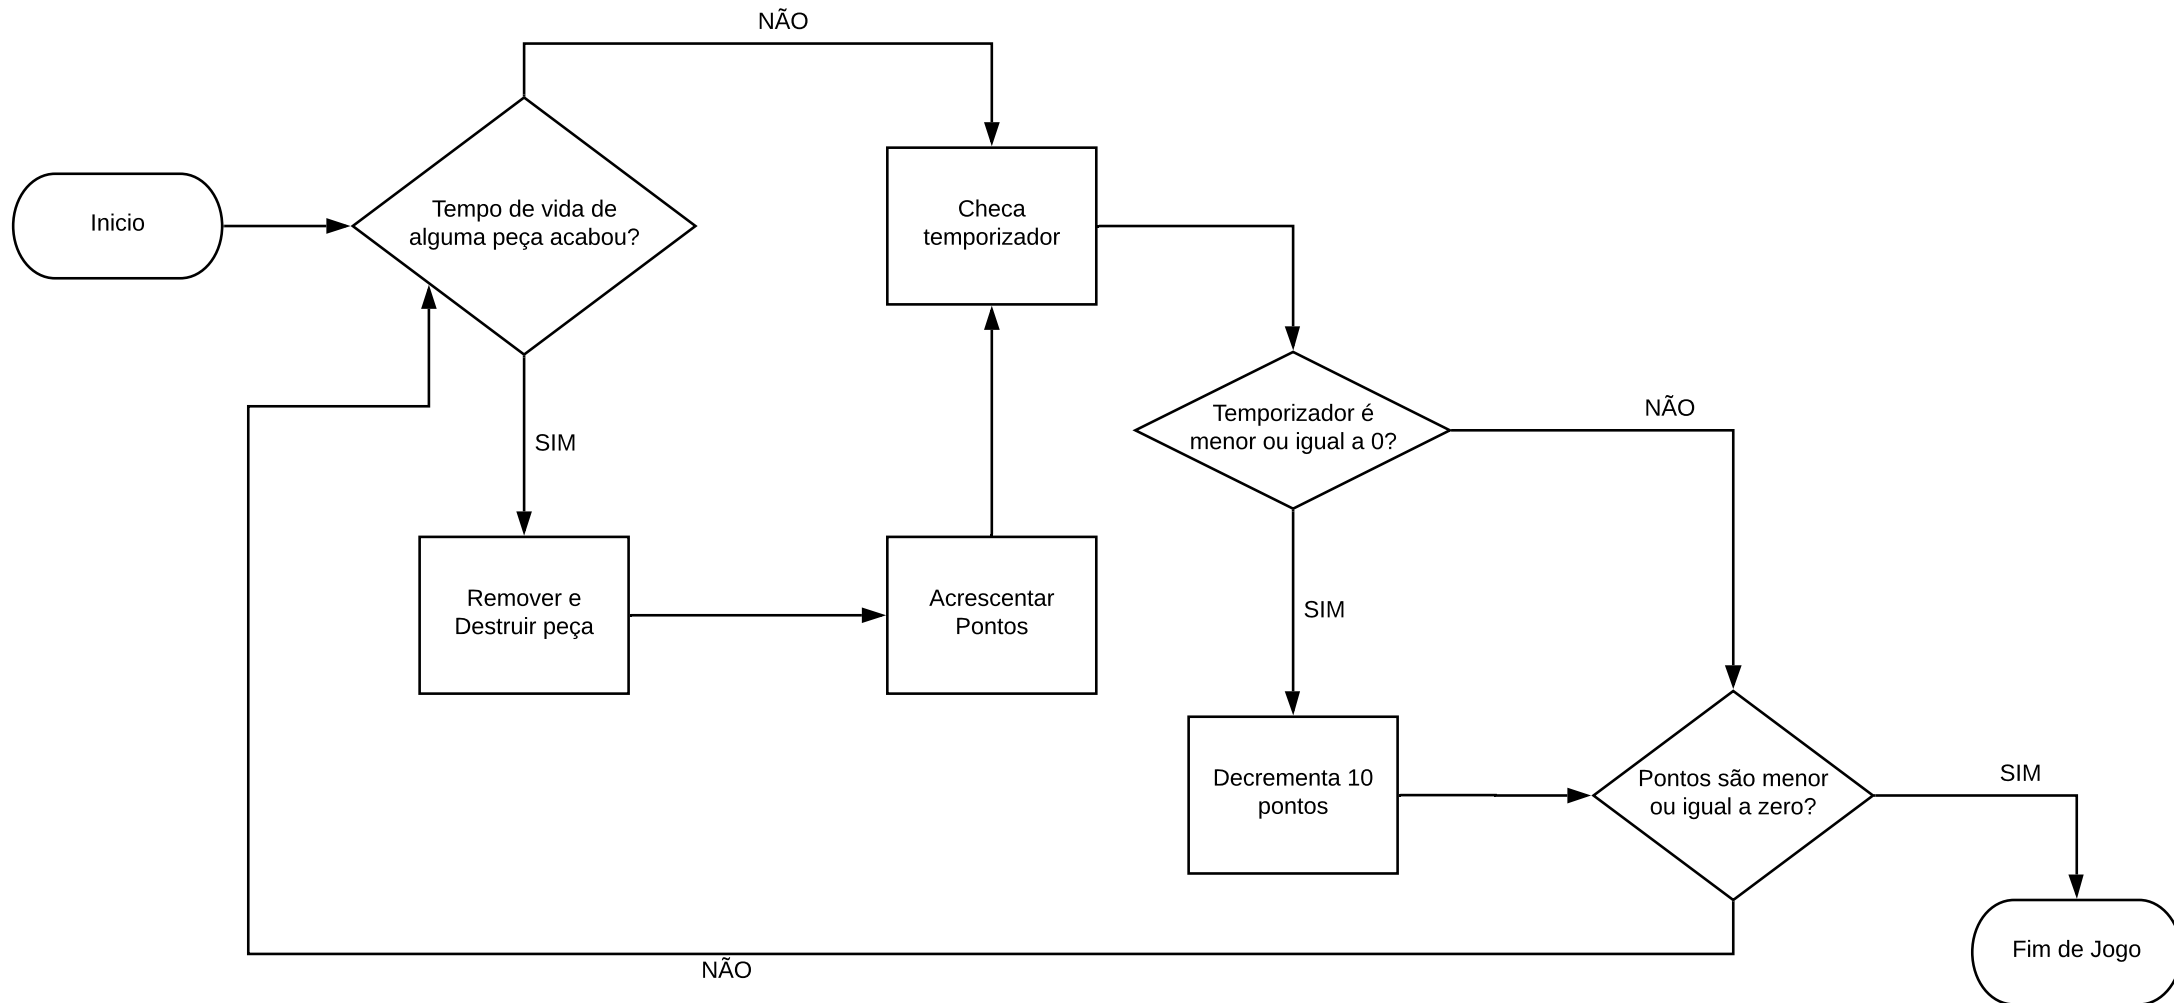 NÃO
Inicio
Tempo de vida de
alguma peça acabou?
Checa
temporizador
SIM
Temporizador é
menor ou igual a 0?
NÃO
Remover e
Destruir peça
Acrescentar
Pontos
SIM
Decrementa 10
pontos
Pontos são menor
ou igual a zero?
SIM
NÃO
Fim de Jogo